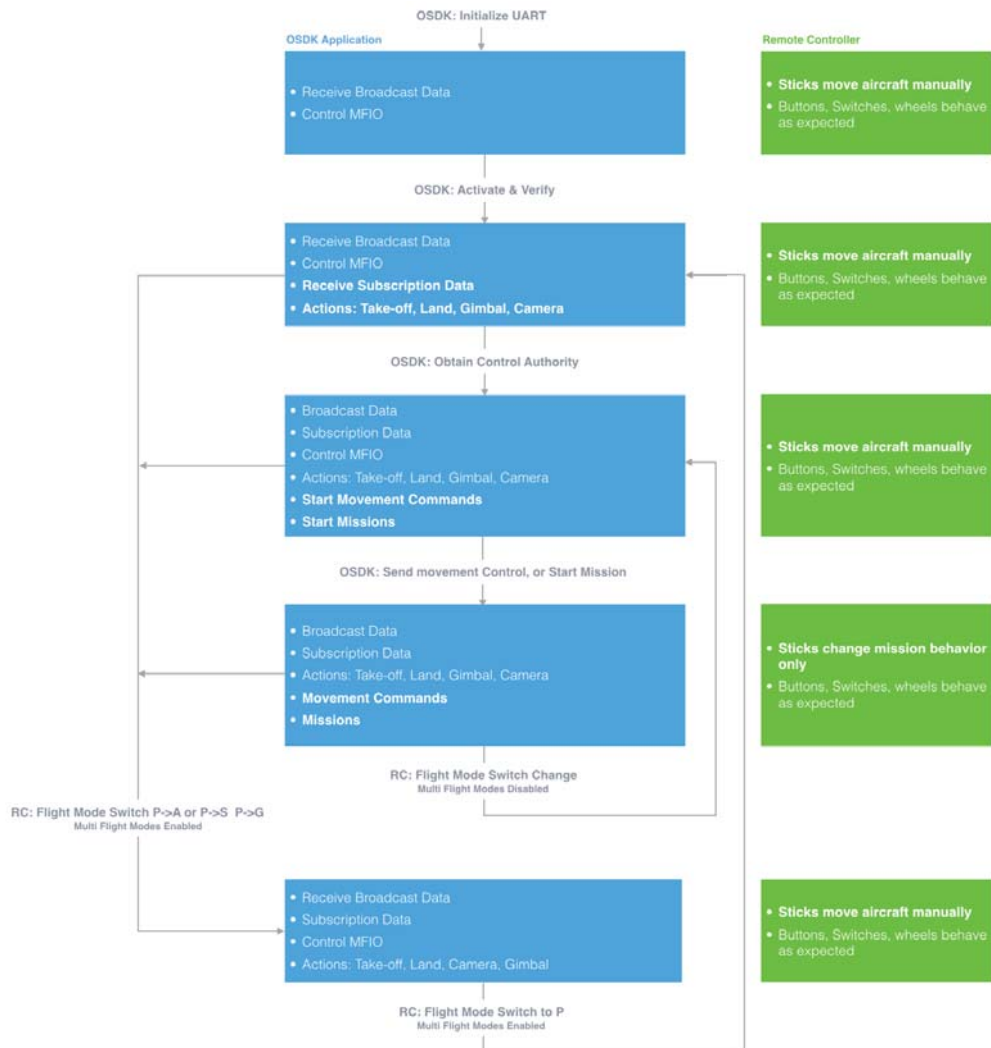 OSDK: Initialize UART
OSDK Application
Remote Controller
• Receive Broadcast Data
• Control MFIO
• Sticks move aircraft manually
• Buttons, Switches, wheels behave
as expected
OSDK: Activate & Verify
• Receive Broadcast Data
• Control MFIO
• Receive Subscription Data
• Actions: Take-off, Land, Gimbal, Camera
• Sticks move aircraft manually
• Buttons, Switches, wheels behave
as expected
OSDK: Obtain Control Authority
• Broadcast Data
• Subscription Data
• Control MFIO
• Actions: Take-off, Land, Gimbal, Camera
• Start Movement Commands
• Start Missions
• Sticks move aircraft manually
• Buttons, Switches, wheels behave
as expected
OSDK: Send movement Control, or Start Mission
• Broadcast Data
• Subscription Data
• Actions: Take-off, Land, Gimbal, Camera
• Movement Commands
• Missions
• Sticks change mission behavior
only
• Buttons, Switches, wheels behave
as expected
RC: Flight Mode Switch Change
Multi Flight Modes Disabled
RC: Flight Mode Switch P->A or P->S P->G
Multi Flight Modes Enabled
• Receive Broadcast Data
• Subscription Data
• Control MFIO
• Actions: Take-off, Land, Camera, Gimbal
• Sticks move aircraft manually
• Buttons, Switches, wheels behave
as expected
RC: Flight Mode Switch to P
Multi Flight Modes Enabled